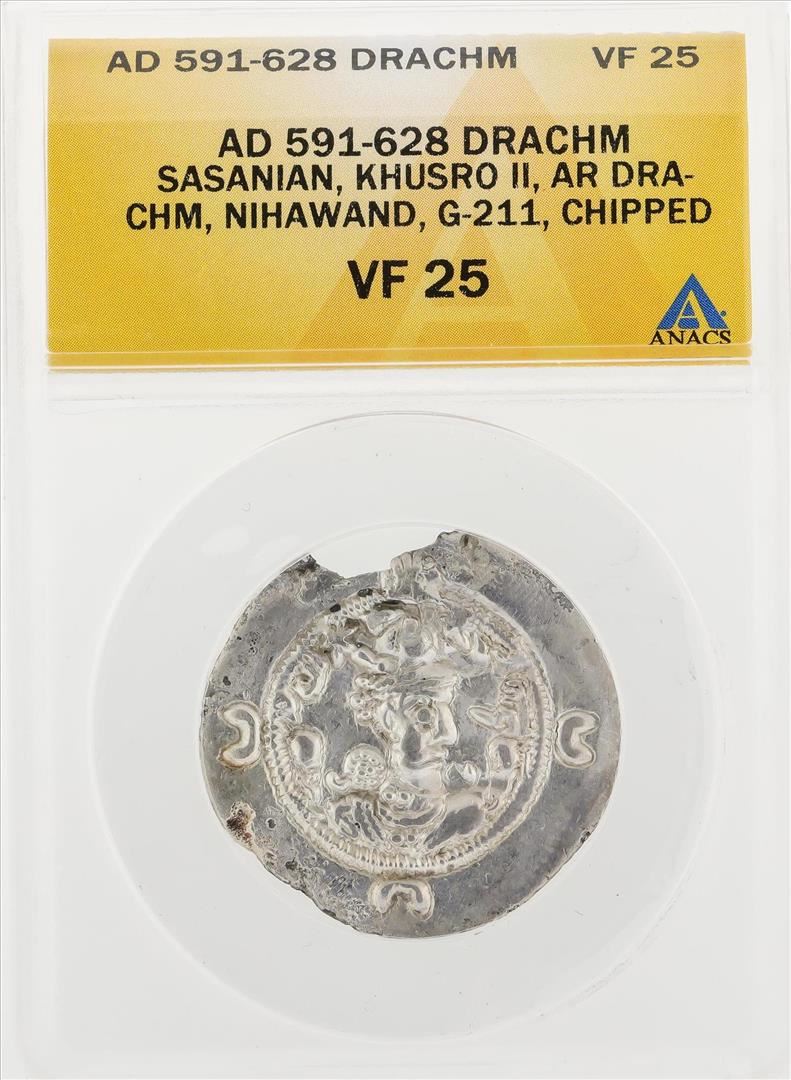 AD 591-628 DRACHM VF 25
AD 591-628 DRACHM
SASANIAN, KHUSRO II, AR DRA-
CHM, NIHAWAND, G-211, CHIPPED
VF 25
A
ANACS